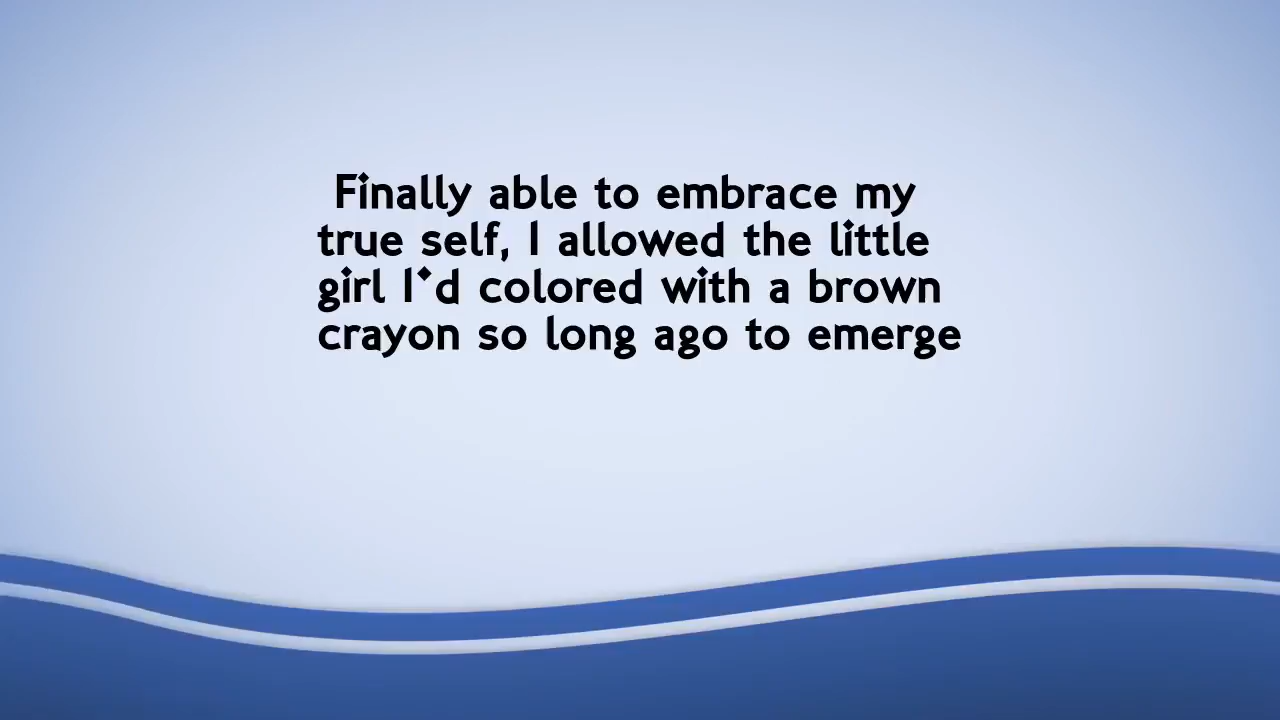 Finally able to embrace my
true self, I allowed the little
girl I'd colored with a brown
crayon so long ago to emerge